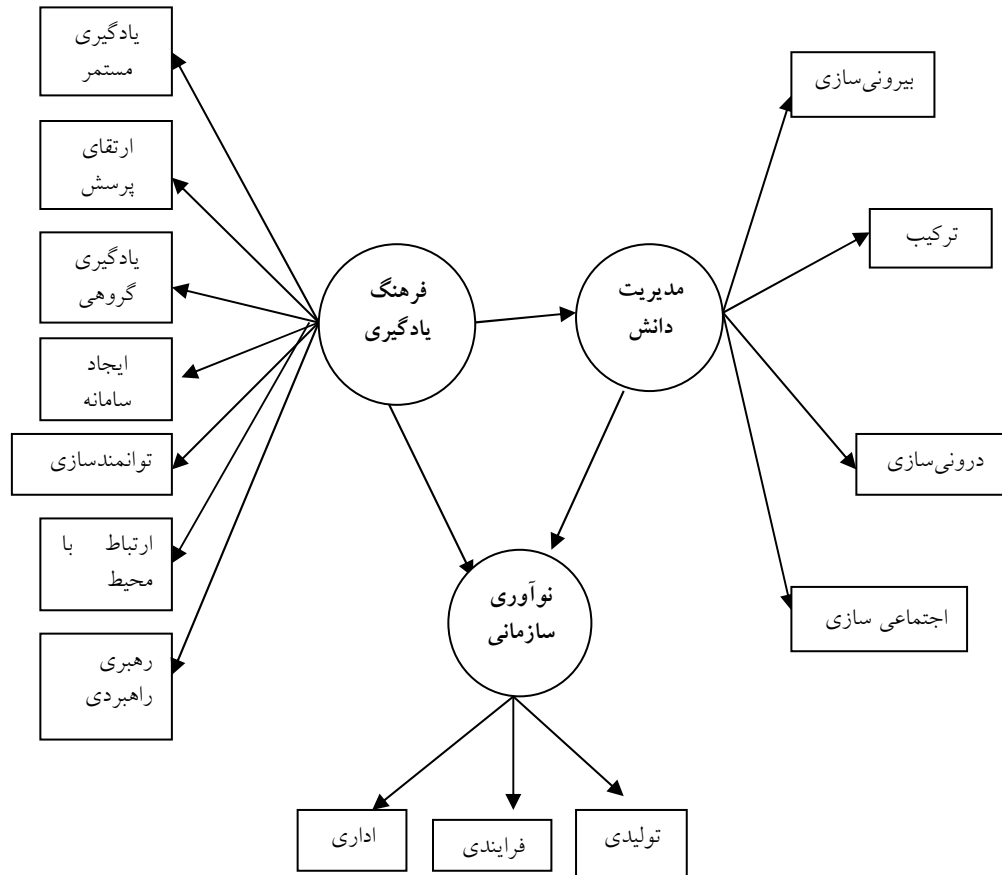 یادگیری
مستمر
ارتقای
پرسش
یادگیری
گروهی
ایجاد
سامانه
توانمندسازی
ارتباط با
محیط
رهبری
راهبردی
فرهنگ
یادگیری
مدیریت
دانش
بیرونی‌سازی
ترکیب
درونی‌سازی
اجتماعی سازی
نوآوری
سازمانی
تولیدی
فرایندی
اداری